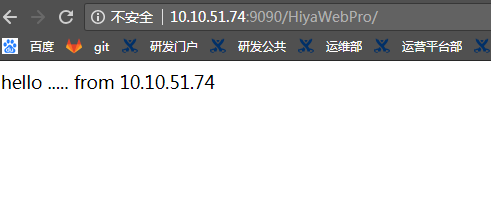 不安全 | 10.10.51.74:9090/HiyaWebPro/
百度 git 研发门户 研发公共 运维部 运营平台部
hello ..... from 10.10.51.74